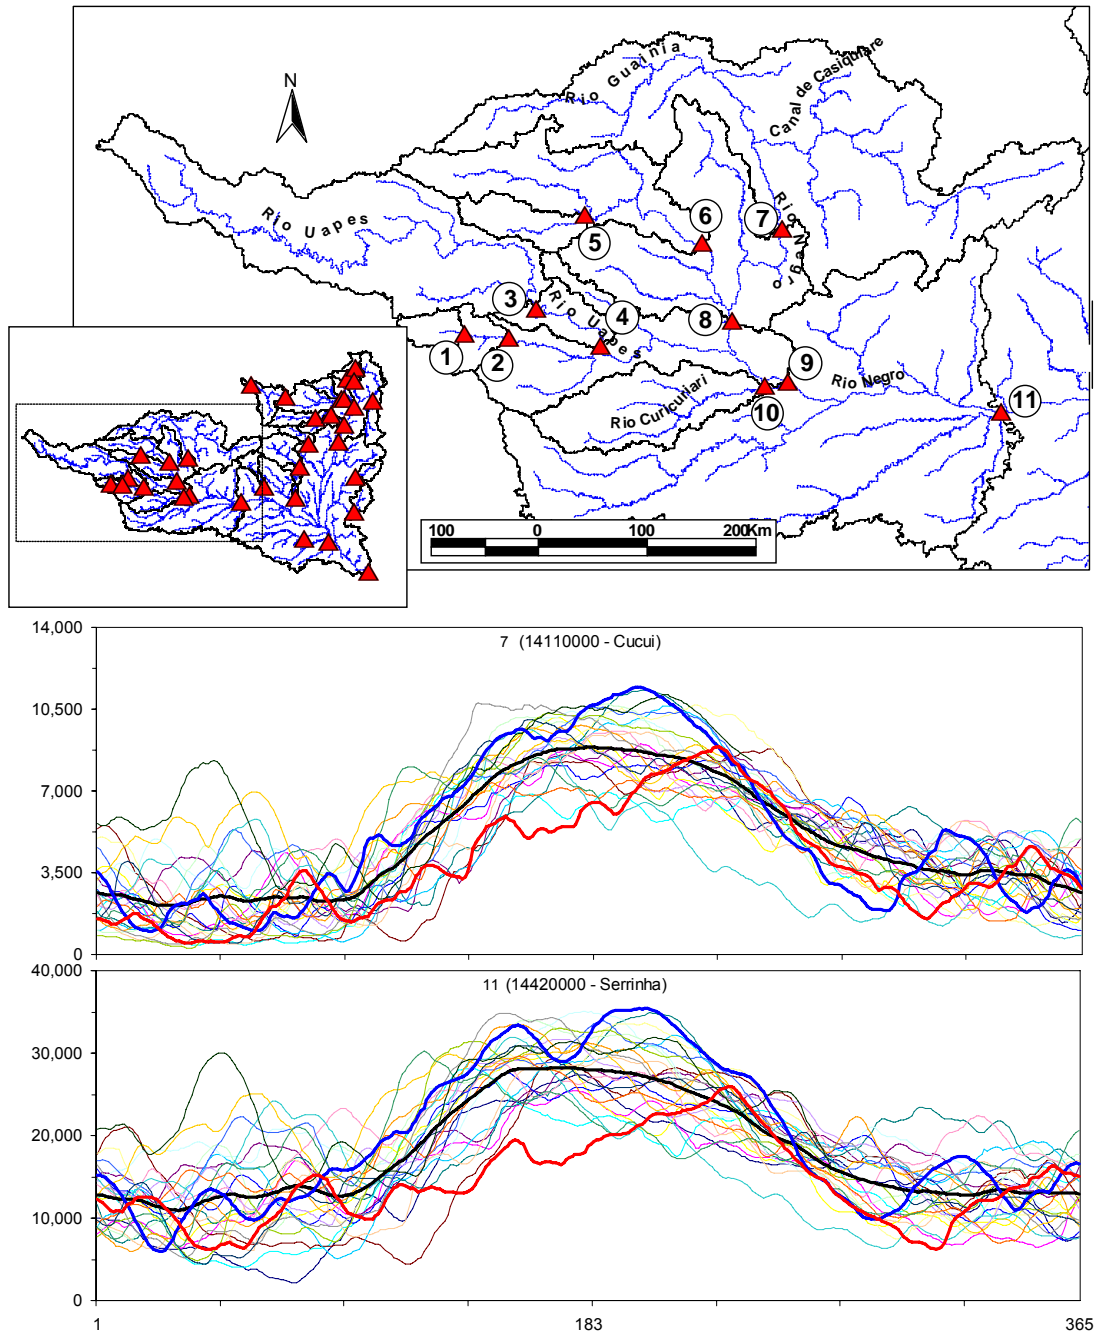 N
Rio Guainia
Canal de Casiquiare
Rio Uapes
Rio Negro
6
7
5
3
Rio Uapes
4
8
1
2
9
Rio Negro
Rio Curicuriari
10
11
100 0 100 200Km
14,000
7 (14110000 - Cucui)
10,500
7,000
3,500
0
40,000
11 (14420000 - Serrinha)
30,000
20,000
10,000
0
1 183 365